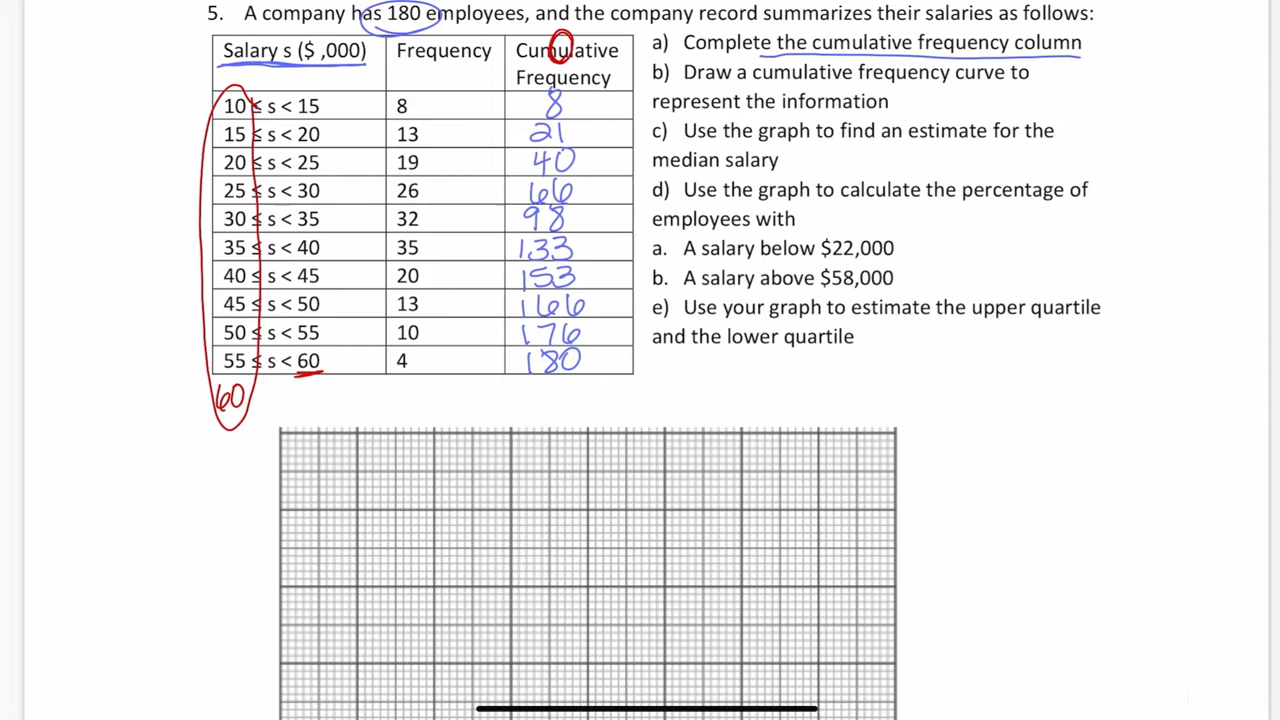 5. A company has 180 employees, and the company record summarizes their salaries as follows:
Salary s ($ ,000) Frequency Cumulative Frequency
10 ≤ s < 15 8 8
15 ≤ s < 20 13 21
20 ≤ s < 25 19 40
25 ≤ s < 30 26 66
30 ≤ s < 35 32 98
35 ≤ s < 40 35 133
40 ≤ s < 45 20 153
45 ≤ s < 50 13 166
50 ≤ s < 55 10 176
55 ≤ s < 60 4 180
60
a) Complete the cumulative frequency column
b) Draw a cumulative frequency curve to
represent the information
c) Use the graph to find an estimate for the
median salary
d) Use the graph to calculate the percentage of
employees with
a. A salary below $22,000
b. A salary above $58,000
e) Use your graph to estimate the upper quartile
and the lower quartile